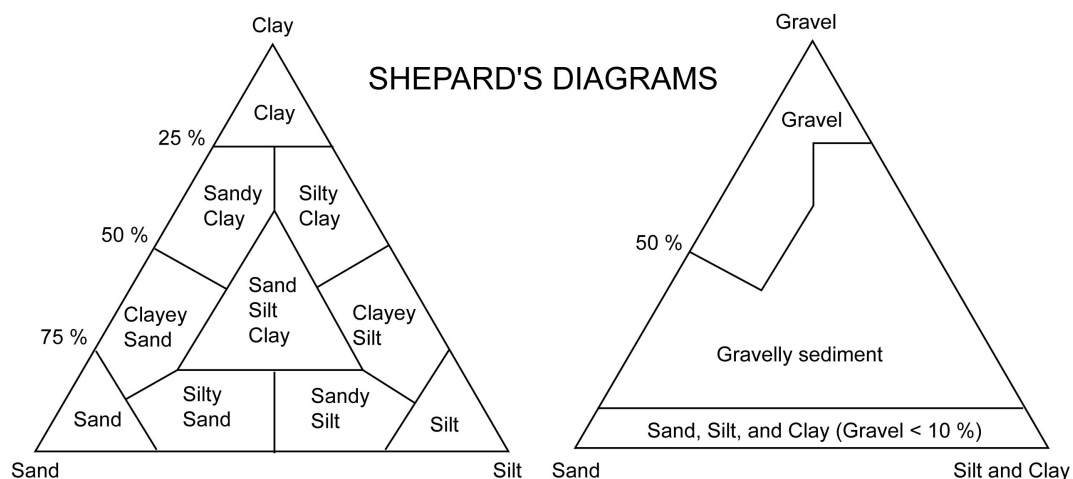 Clay
Gravel
SHEPARD'S DIAGRAMS
Clay
Gravel
25 %
Sandy
Clay
Silty
Clay
50 %
50 %
Sand
Silt
Clay
Clayey
Sand
Clayey
Silt
75 %
Gravelly sediment
Silty
Sand
Sandy
Silt
Sand
Silt
Sand, Silt, and Clay (Gravel < 10 %)
Sand
Silt
Sand
Silt and Clay